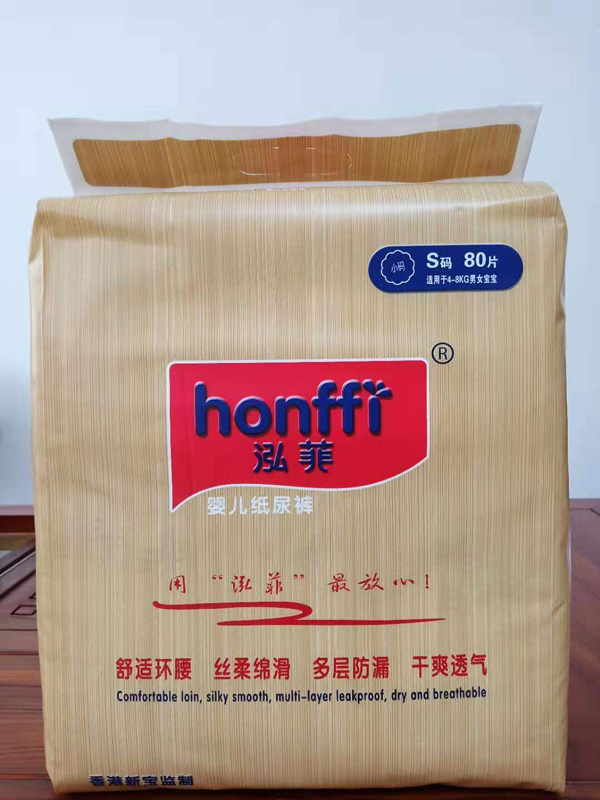 小码
S码 80片
适用于4-8KG男女宝宝
®
honffi
泓菲
婴儿纸尿裤
用“泓菲”最放心！
舒适环腰 丝柔绵滑 多层防漏 干爽透气
Comfortable loin, silky smooth, multi-layer leakproof, dry and breathable
香港新宝监制